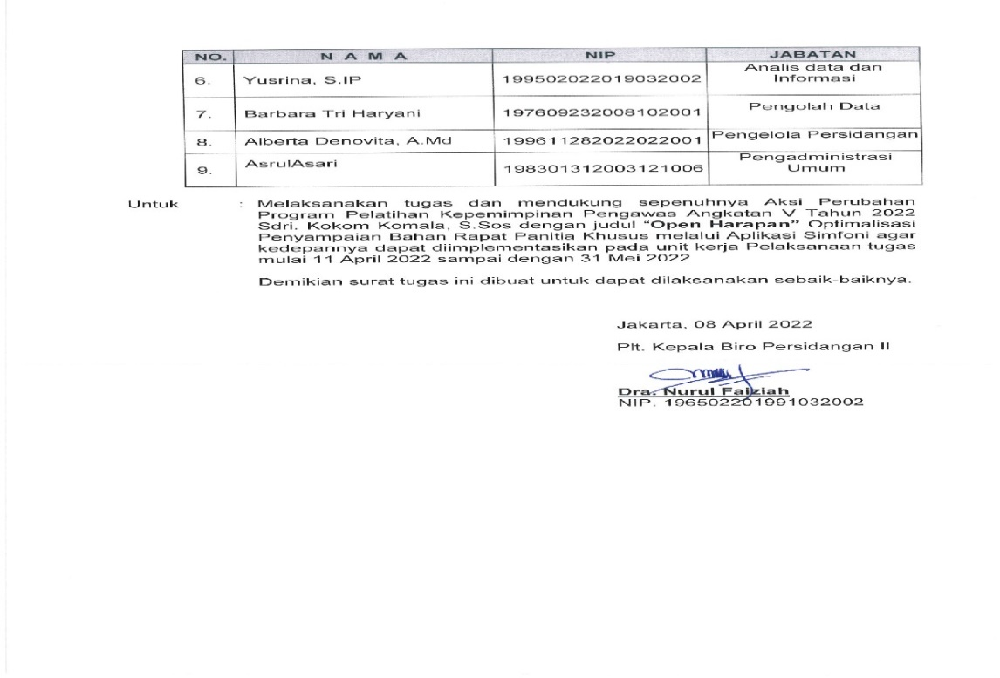 NO. N A M A NIP JABATAN
6. Yusrina, S.IP 199502022019032002 Analis data dan
Informasi
7. Barbara Tri Haryani 197609232008102001 Pengolah Data
8. Alberta Denovita, A.Md 199611282022022001 Pengelola Persidangan
9. AsrulAsari 198301312003121006 Pengadministrasi
Umum
Untuk : Melaksanakan tugas dan mendukung sepenuhnya Aksi Perubahan
Program Pelatihan Kepemimpinan Pengawas Angkatan V Tahun 2022
Sdri. Kokom Komala, S.Sos dengan judul “Open Harapan” Optimalisasi
Penyampaian Bahan Rapat Panitia Khusus melalui Aplikasi Simfoni agar
kedepannya dapat diimplementasikan pada unit kerja Pelaksanaan tugas
mulai 11 April 2022 sampai dengan 31 Mei 2022
Demikian surat tugas ini dibuat untuk dapat dilaksanakan sebaik-baiknya.
Jakarta, 08 April 2022
Plt. Kepala Biro Persidangan II
Dra. Nurul Faiziah
NIP. 196502201991032002